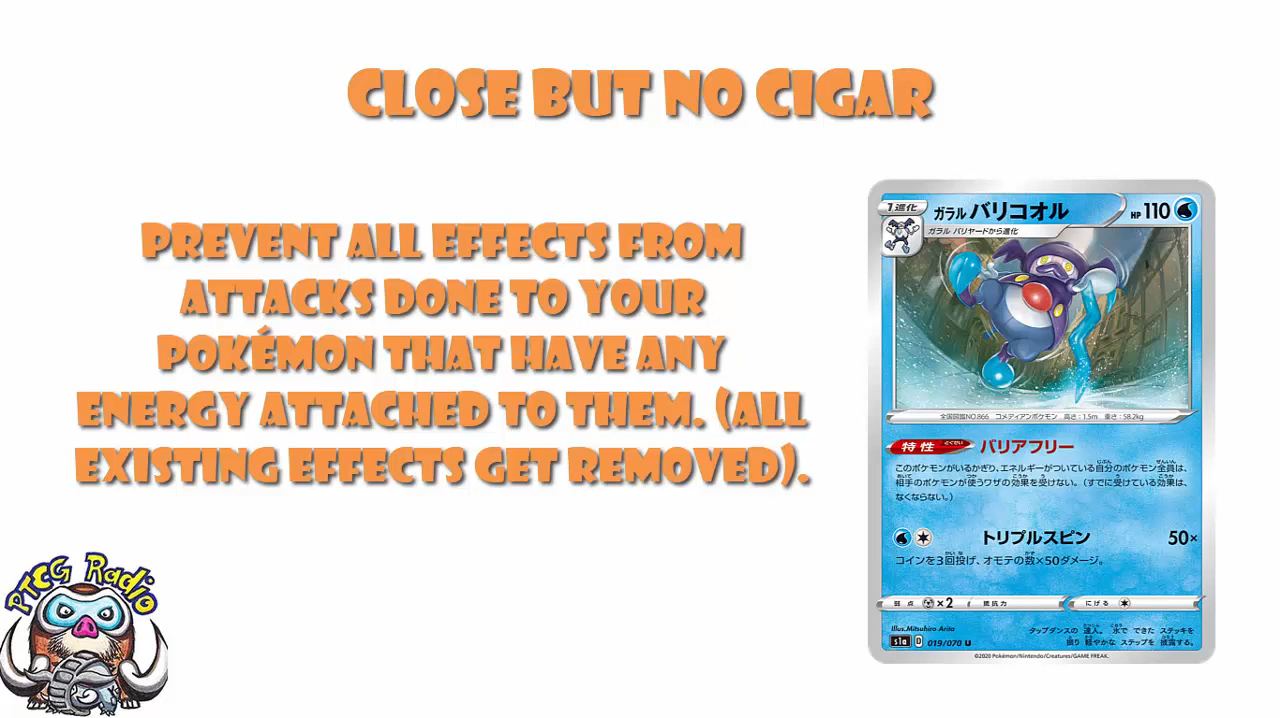 CLOSE BUT NO CIGAR
PREVENT ALL EFFECTS FROM
ATTACKS DONE TO YOUR
POKÉMON THAT HAVE ANY
ENERGY ATTACHED TO THEM. (ALL
EXISTING EFFECTS GET REMOVED).
1進化
ガラル バリコオル
HP 110
ガラル バリヤードから進化
全国図鑑NO.866 コメディアンポケモン 高さ：1.5m 重さ：58.2kg
特性 とくせい バリアフリー
このポケモンがいるかぎり、エネルギーがついている自分のポケモン全員は、
相手のポケモンが使うワザの効果を受けない。（すでに受けている効果は、
なくならない。）
トリプルスピン 50×
コインを3回投げ、オモテの数×50ダメージ。
弱点 ×2 抵抗力 にげる
Illus.Mitsuhiro Arita
タップダンスの 達人。氷で できた ステッキを
振り 軽やかな ステップを 披露する。
s1a D 019/070 U
©2020 Pokémon/Nintendo/Creatures/GAME FREAK.
PTCG Radio